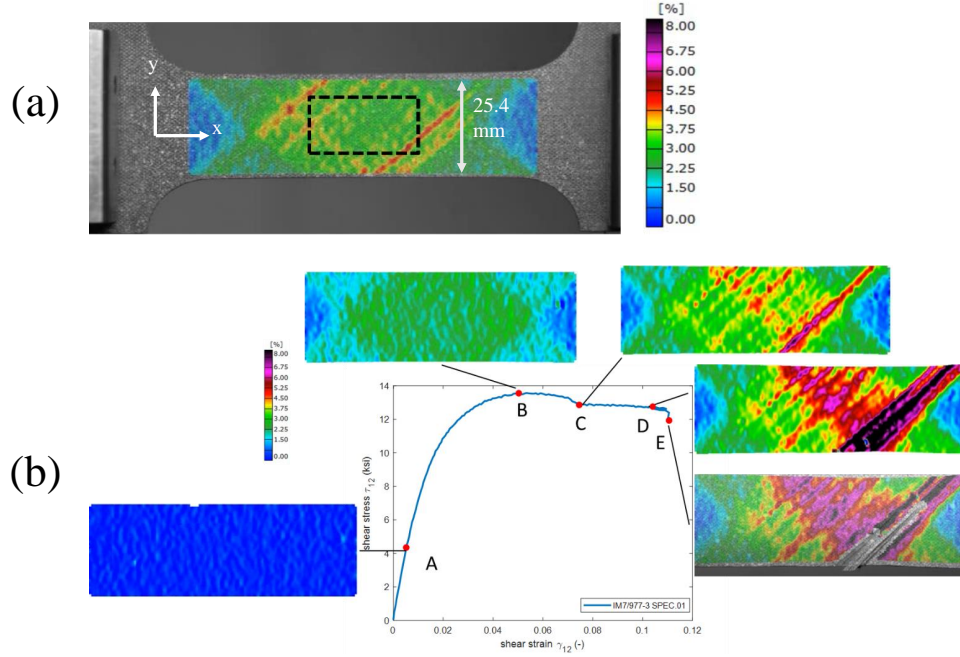 (a)
y
x
25.4
mm
[%]
8.00
6.75
6.00
5.25
4.50
3.75
3.00
2.25
1.50
0.00
(b)
[%]
8.00
6.75
6.00
5.25
4.50
3.75
3.00
2.25
1.50
0.00
shear stress τ12 (ksi)
14
12
10
8
6
4
2
0
A
B
C
D
E
IM7/977-3 SPEC.01
0
0.02
0.04
0.06
0.08
0.1
0.12
shear strain γ12 (-)